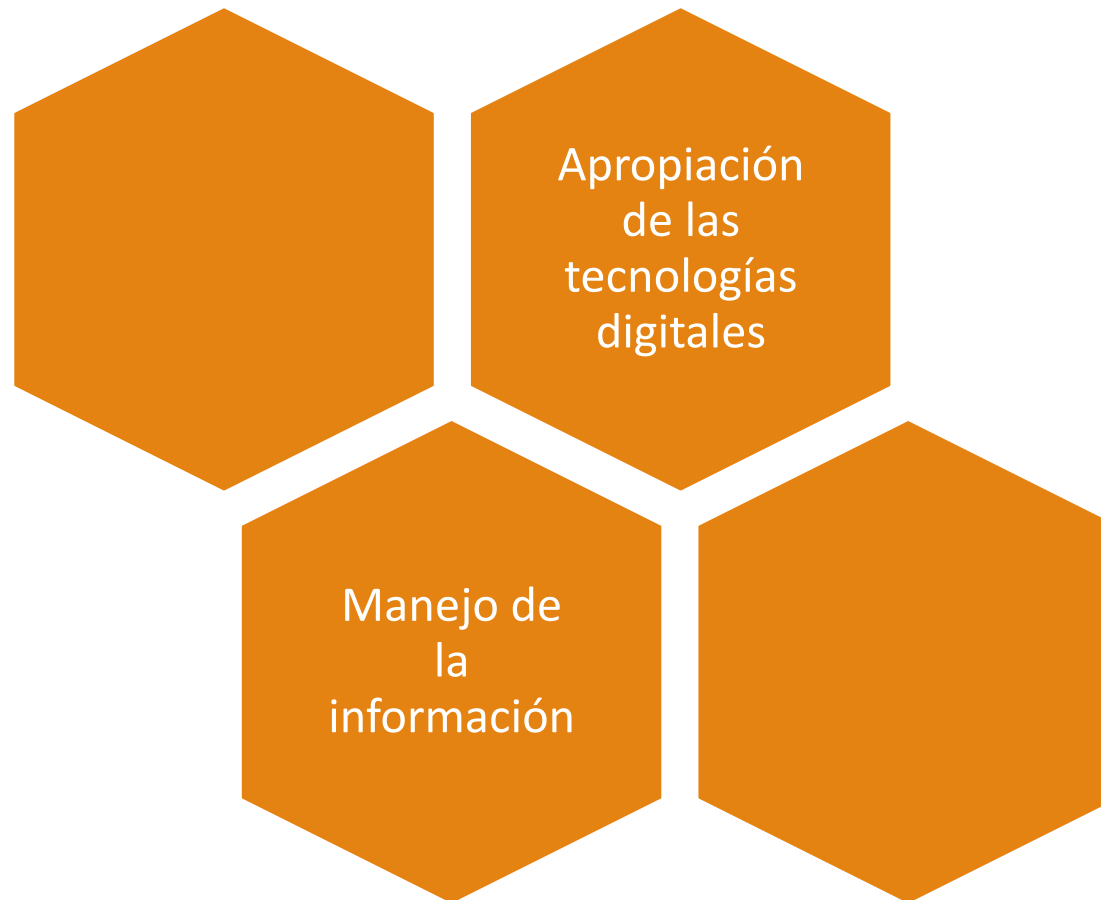 Apropiación
de las
tecnologías
digitales
Manejo de
la
información